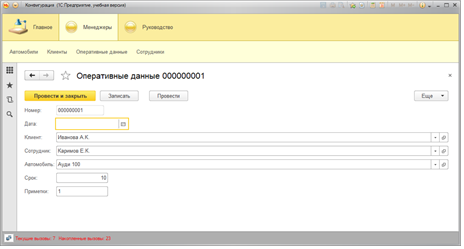 Конфигурация (1С:Предприятие, учебная версия)
Главное
Менеджеры
Руководство
Автомобили
Клиенты
Оперативные данные
Сотрудники
Оперативные данные 000000001
Провести и закрыть
Записать
Провести
Еще
Номер: 000000001
Дата:
Клиент: Иванова А.К.
Сотрудник: Каримов Е.К.
Автомобиль: Ауди 100
Срок: 10
Приметки: 1
Текущие вызовы: 7 Накопленные вызовы: 25